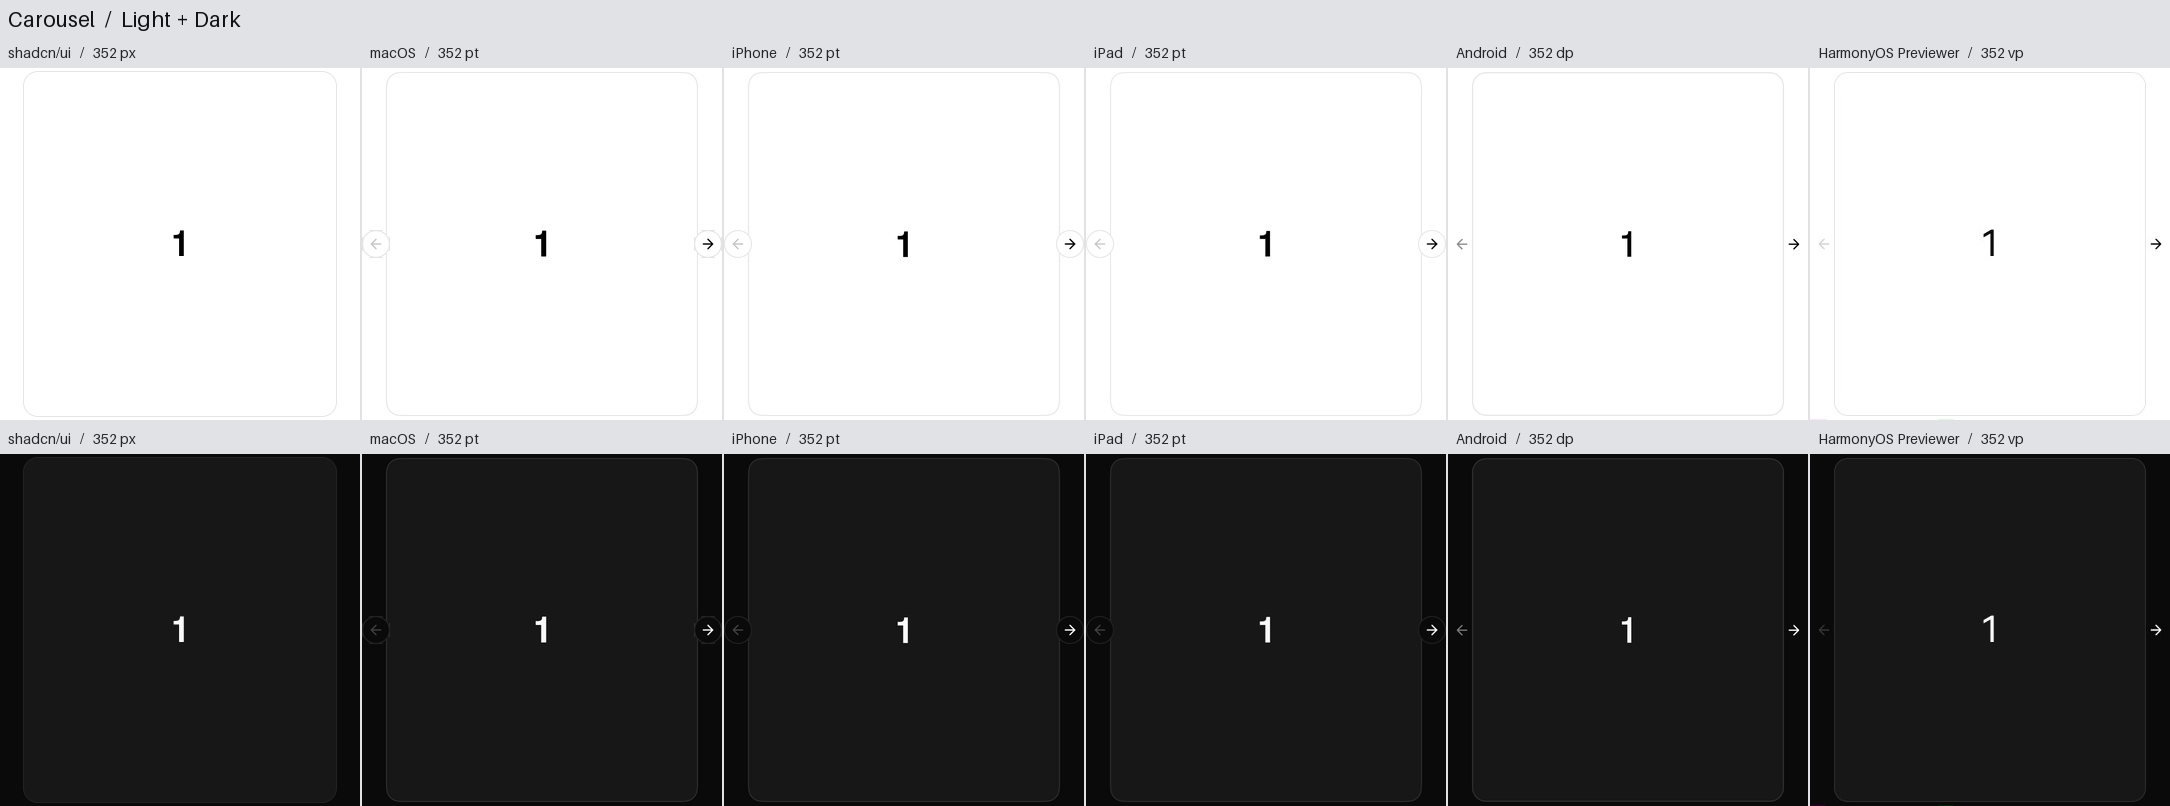 Carousel / Light + Dark
shadcn/ui / 352 px
macOS / 352 pt
iPhone / 352 pt
iPad / 352 pt
Android / 352 dp
HarmonyOS Previewer / 352 vp
1
1
1
1
1
1
shadcn/ui / 352 px
macOS / 352 pt
iPhone / 352 pt
iPad / 352 pt
Android / 352 dp
HarmonyOS Previewer / 352 vp
1
1
1
1
1
1